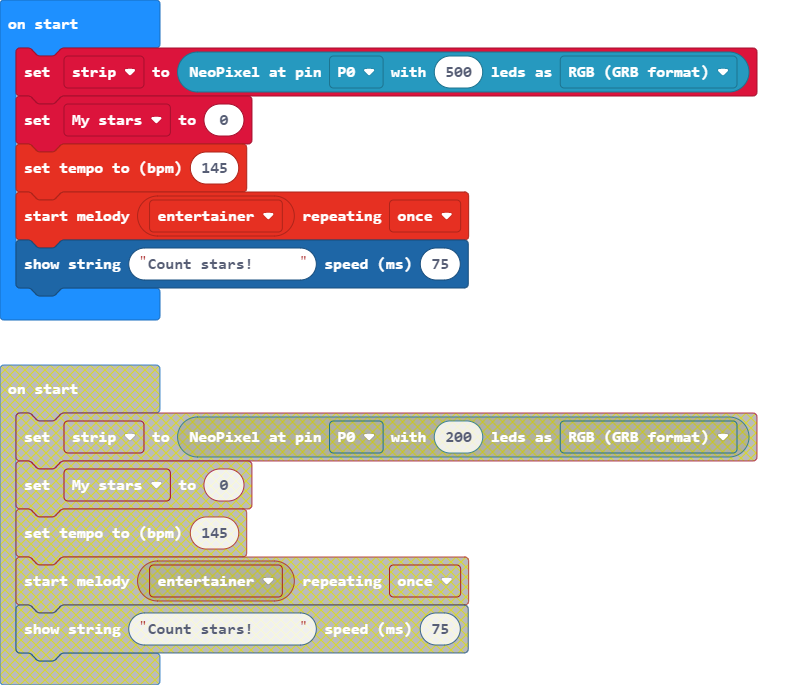 on start
set strip to NeoPixel at pin P0 with 500 leds as RGB (GRB format)
set My stars to 0
set tempo to (bpm) 145
start melody entertainer repeating once
show string "Count stars! " speed (ms) 75
on start
set strip to NeoPixel at pin P0 with 200 leds as RGB (GRB format)
set My stars to 0
set tempo to (bpm) 145
start melody entertainer repeating once
show string "Count stars! " speed (ms) 75